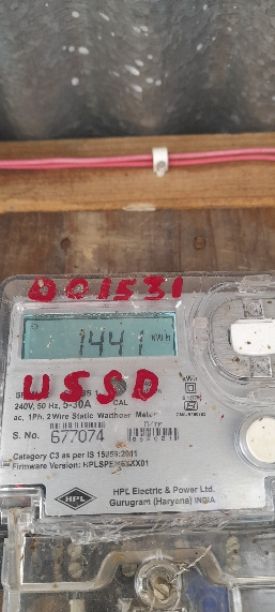 001531
1441 kWh
USSD
CAL
240V, 50 Hz, 5-30A
ac, 1Ph. 2 Wire Static Watthour Meter
S. No. 677074
Category C3 as per IS 15959:2011
HPL
HPL Electric & Power Ltd.
Gurugram (Haryana) INDIA